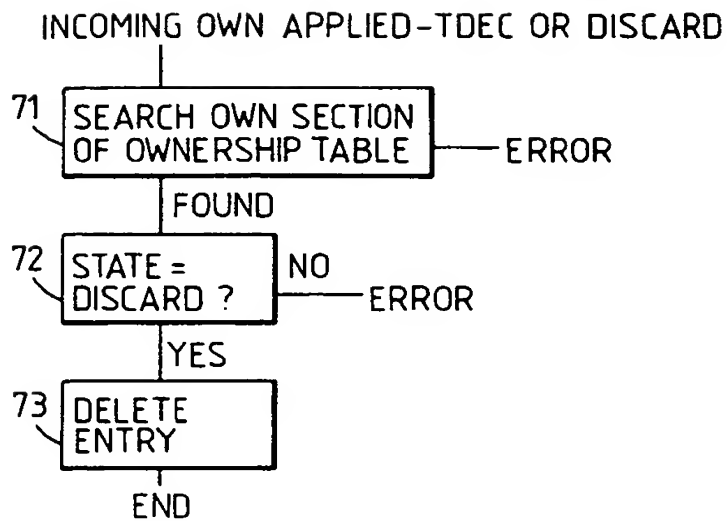 INCOMING OWN APPLIED-TDEC OR DISCARD
71
SEARCH OWN SECTION
OF OWNERSHIP TABLE
ERROR
FOUND
72
STATE =
DISCARD ?
NO
ERROR
YES
73
DELETE
ENTRY
END